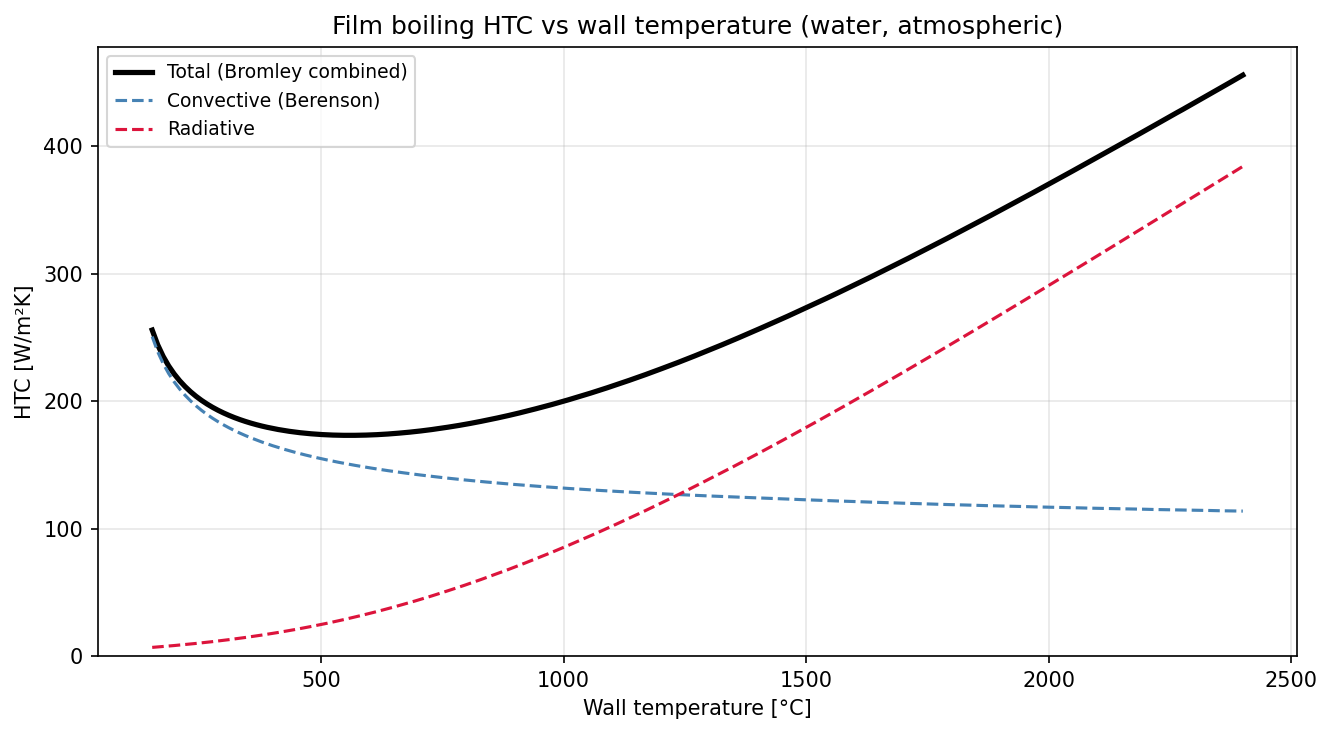 Film boiling HTC vs wall temperature (water, atmospheric)
Total (Bromley combined)
Convective (Berenson)
Radiative
HTC [W/m²K]
400
300
200
100
0
500
1000
1500
2000
2500
Wall temperature [°C]